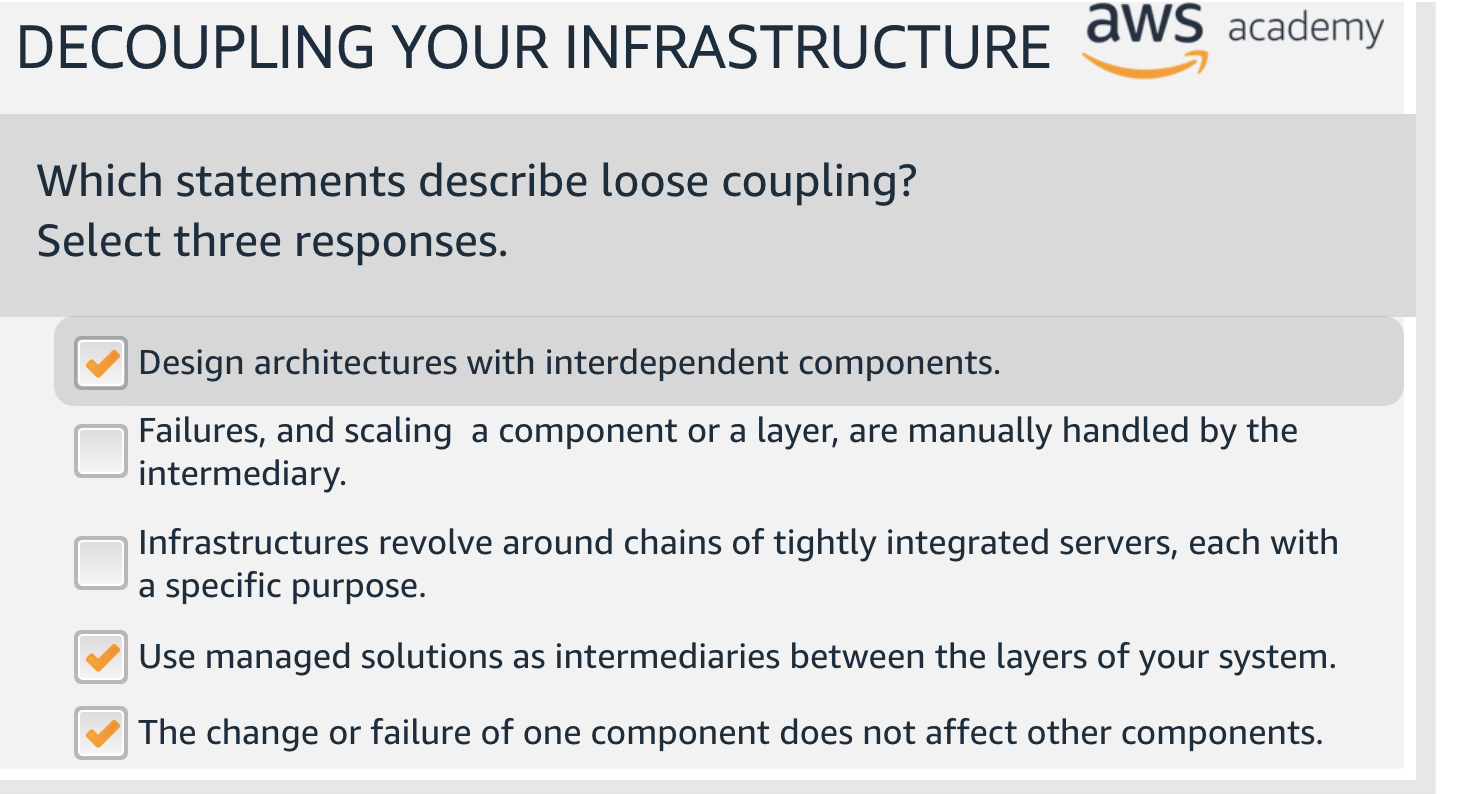 DECOUPLING YOUR INFRASTRUCTURE aws academy
Which statements describe loose coupling?
Select three responses.
Design architectures with interdependent components.
Failures, and scaling  a component or a layer, are manually handled by the
intermediary.
Infrastructures revolve around chains of tightly integrated servers, each with
a specific purpose.
Use managed solutions as intermediaries between the layers of your system.
The change or failure of one component does not affect other components.